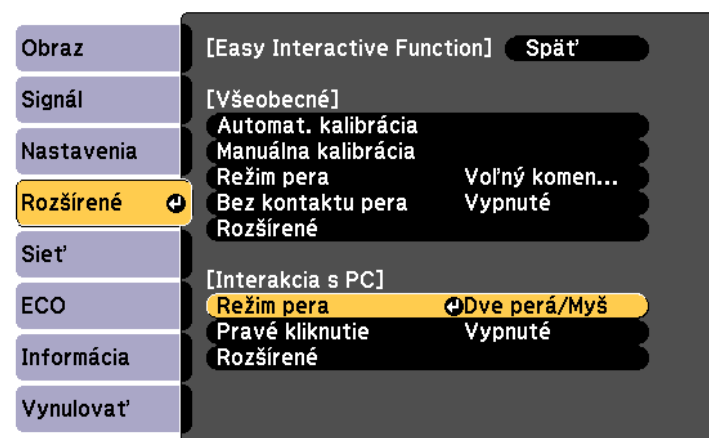 Obraz
Signál
Nastavenia
Rozšírené
Sieť
ECO
Informácia
Vynulovať
[Easy Interactive Function] Späť
[Všeobecné]
Automat. kalibrácia
Manuálna kalibrácia
Režim pera Voľný komen...
Bez kontaktu pera Vypnuté
Rozšírené
[Interakcia s PC]
Režim pera Dve perá/Myš
Pravé kliknutie Vypnuté
Rozšírené